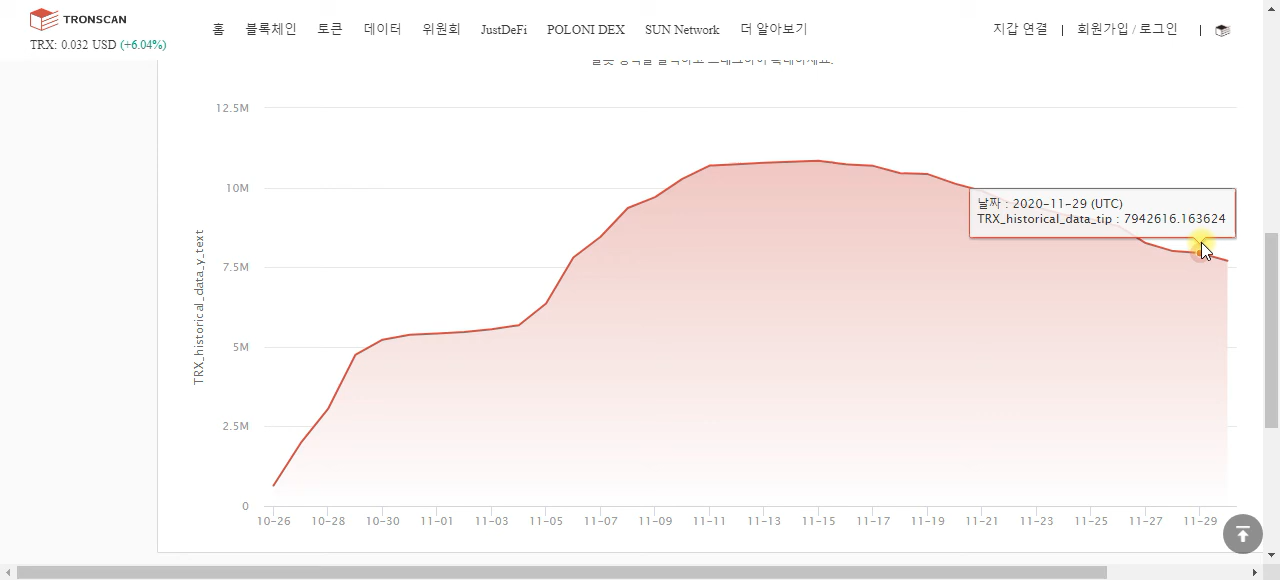 TRONSCAN
TRX: 0.032 USD (+6.04%)
홈 블록체인 토큰 데이터 위원회 JustDeFi POLONI DEX SUN Network 더 알아보기
지갑 연결 | 회원가입 / 로그인 |
12.5M
10M
7.5M
5M
2.5M
0
TRX_historical_data_y_text
날짜 : 2020-11-29 (UTC)
TRX_historical_data_tip : 7942616.163624
10-26 10-28 10-30 11-01 11-03 11-05 11-07 11-09 11-11 11-13 11-15 11-17 11-19 11-21 11-23 11-25 11-27 11-29